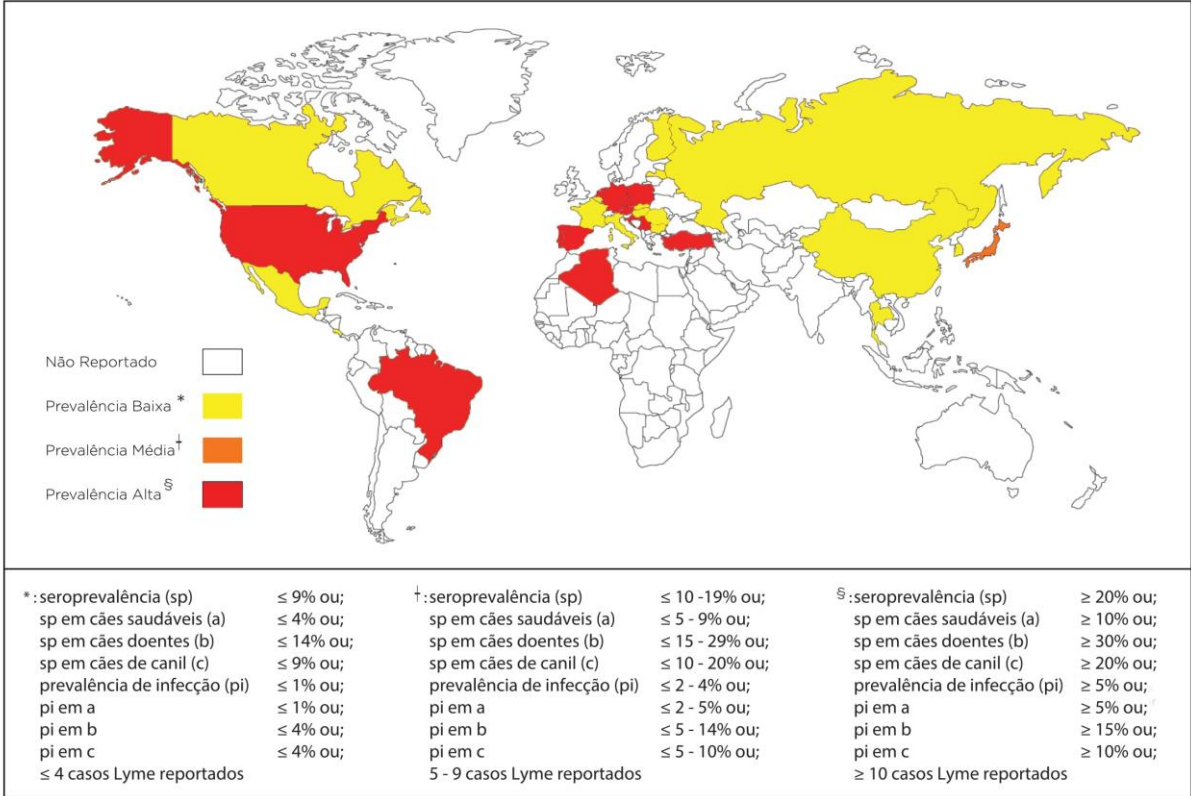 Não Reportado
Prevalência Baixa *
Prevalência Média †
Prevalência Alta §
*:seroprevalência (sp) ≤ 9% ou;
sp em cães saudáveis (a) ≤ 4% ou;
sp em cães doentes (b) ≤ 14% ou;
sp em cães de canil (c) ≤ 9% ou;
prevalência de infecção (pi) ≤ 1% ou;
pi em a ≤ 1% ou;
pi em b ≤ 4% ou;
pi em c ≤ 4% ou;
≤ 4 casos Lyme reportados
†:seroprevalência (sp) ≤ 10 -19% ou;
sp em cães saudáveis (a) ≤ 5 - 9% ou;
sp em cães doentes (b) ≤ 15 - 29% ou;
sp em cães de canil (c) ≤ 10 - 20% ou;
prevalência de infecção (pi) ≤ 2 - 4% ou;
pi em a ≤ 2 - 5% ou;
pi em b ≤ 5 - 14% ou;
pi em c ≤ 5 - 10% ou;
5 - 9 casos Lyme reportados
§:seroprevalência (sp) ≥ 20% ou;
sp em cães saudáveis (a) ≥ 10% ou;
sp em cães doentes (b) ≥ 30% ou;
sp em cães de canil (c) ≥ 20% ou;
prevalência de infecção (pi) ≥ 5% ou;
pi em a ≥ 5% ou;
pi em b ≥ 15% ou;
pi em c ≥ 10% ou;
≥ 10 casos Lyme reportados